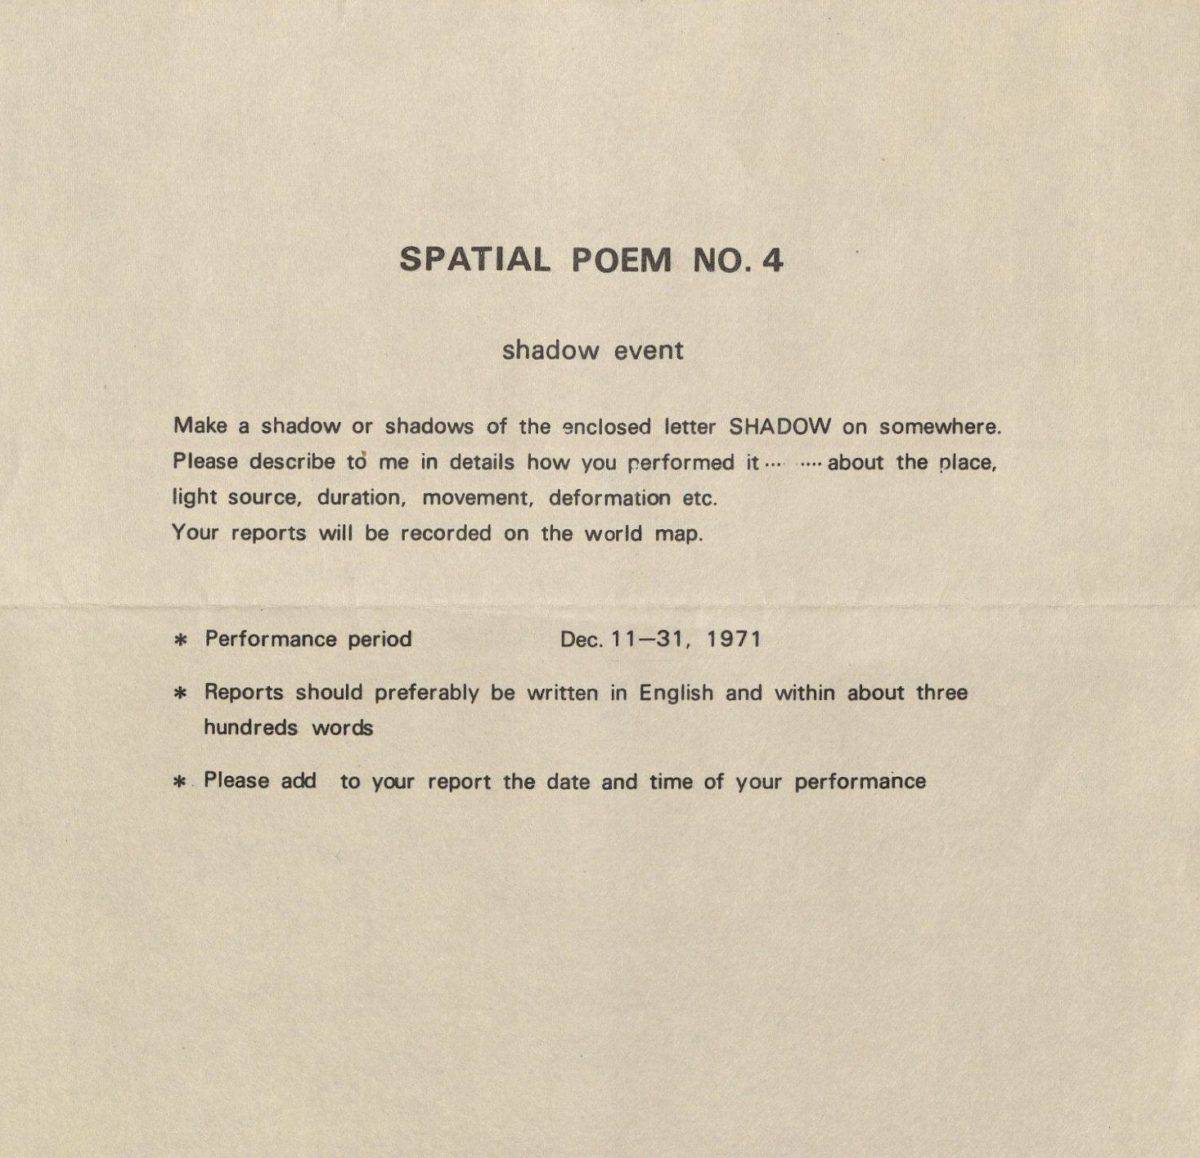 SPATIAL POEM NO. 4
shadow event
Make a shadow or shadows of the enclosed letter SHADOW on somewhere.
Please describe to me in details how you performed it ···· ···· about the place,
light source, duration, movement, deformation etc.
Your reports will be recorded on the world map.
* Performance period Dec. 11–31, 1971
* Reports should preferably be written in English and within about three
hundreds words
* Please add to your report the date and time of your performance